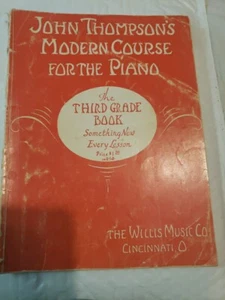 JOHN THOMPSON'S
MODERN COURSE
FOR THE PIANO
The
THIRD GRADE
BOOK
Something New
Every Lesson
THE WILLIS MUSIC CO.
CINCINNATI, O.